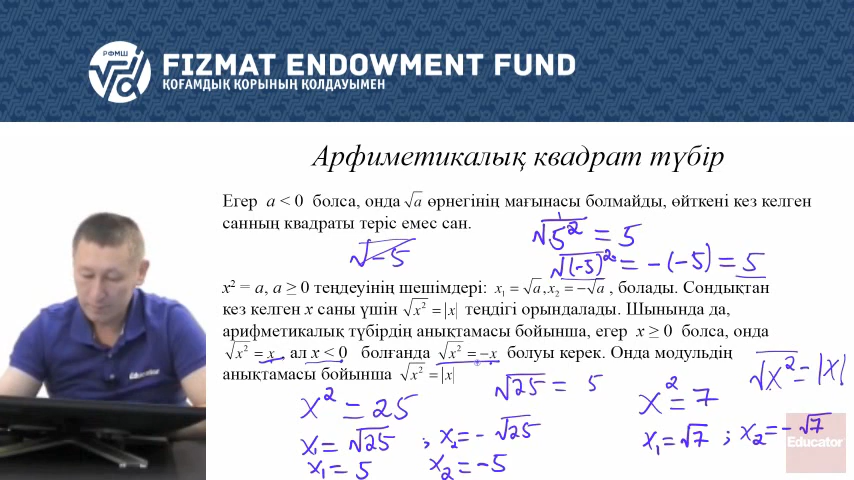 РФМШ
FIZMAT ENDOWMENT FUND
ҚОҒАМДЫҚ ҚОРЫНЫҢ ҚОЛДАУЫМЕН
Арфиметикалық квадрат түбір
Егер a < 0 болса, онда √a өрнегінің мағынасы болмайды, өйткені кез келген
санның квадраты теріс емес сан.
√5² = 5
√-5
√(-5)² = -(-5) = 5
x² = a, a ≥ 0 теңдеуінің шешімдері: x₁ = √a, x₂ = -√a, болады. Сондықтан
кез келген x саны үшін √x² = |x| теңдігі орындалады. Шынында да,
арифметикалық түбірдің анықтамасы бойынша, егер x ≥ 0 болса, онда
√x² = x, ал x < 0 болғанда √x² = -x болуы керек. Онда модульдің
анықтамасы бойынша √x² = |x|
√x² = |x|
√25 = 5
x² = 25
x² = 7
x₁ = √25 ; x₂ = -√25
x₁ = √7 ; x₂ = -√7
x₁ = 5 x₂ = -5
Educator